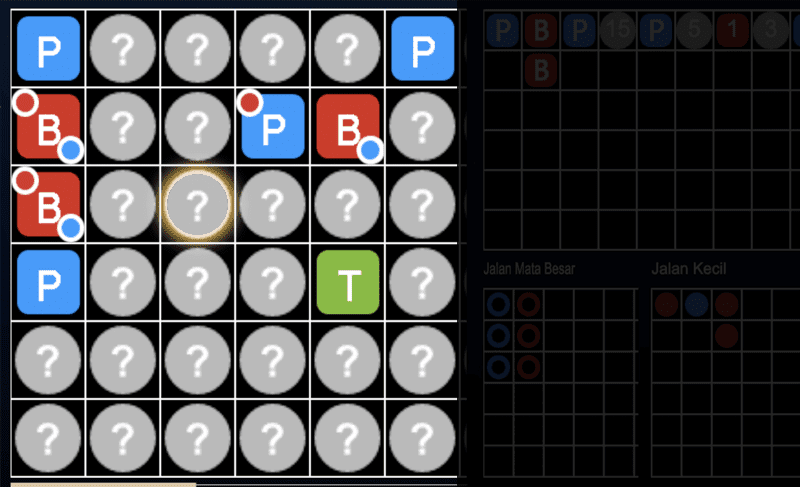 P ? ? ? ? P
B ? ? P B ?
B ? ? ? ? ?
P ? ? ? T ?
? ? ? ? ? ?
? ? ? ? ? ?
P B P 15 P 5 1 3
B
Jalan Mata Besar
Jalan Kecil